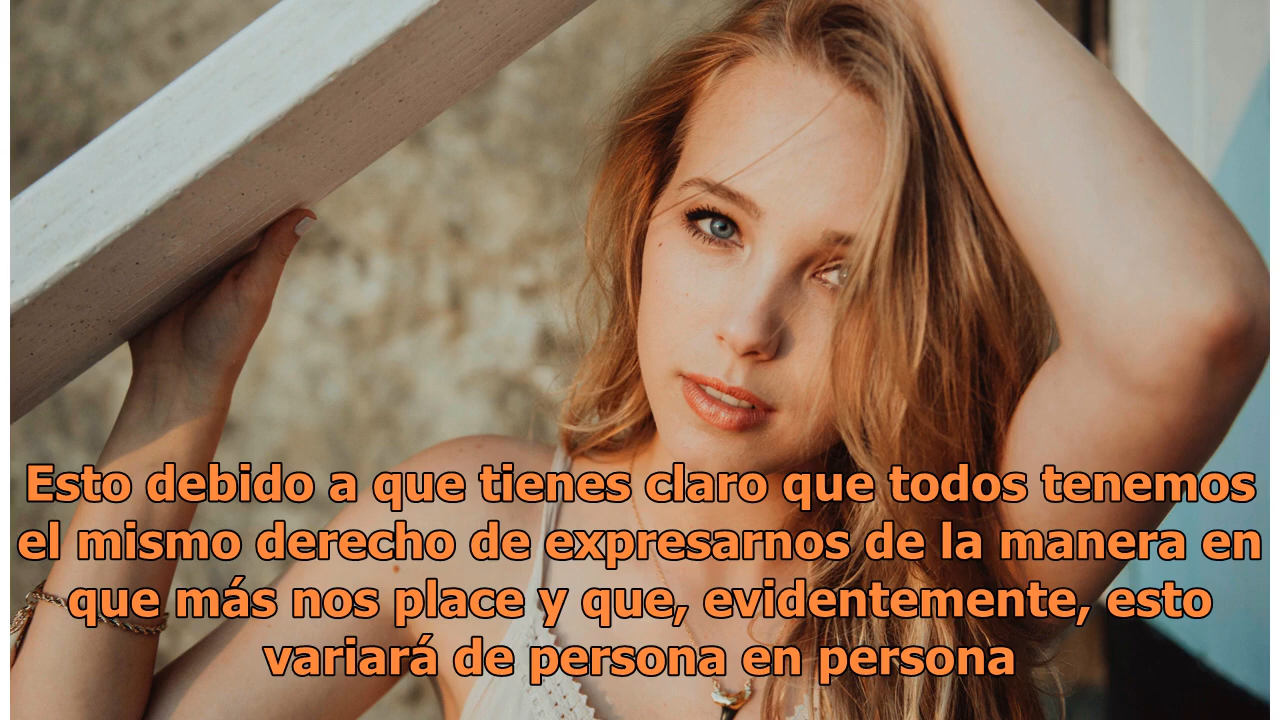 Esto debido a que tienes claro que todos tenemos
el mismo derecho de expresarnos de la manera en
que más nos place y que, evidentemente, esto
variará de persona en persona